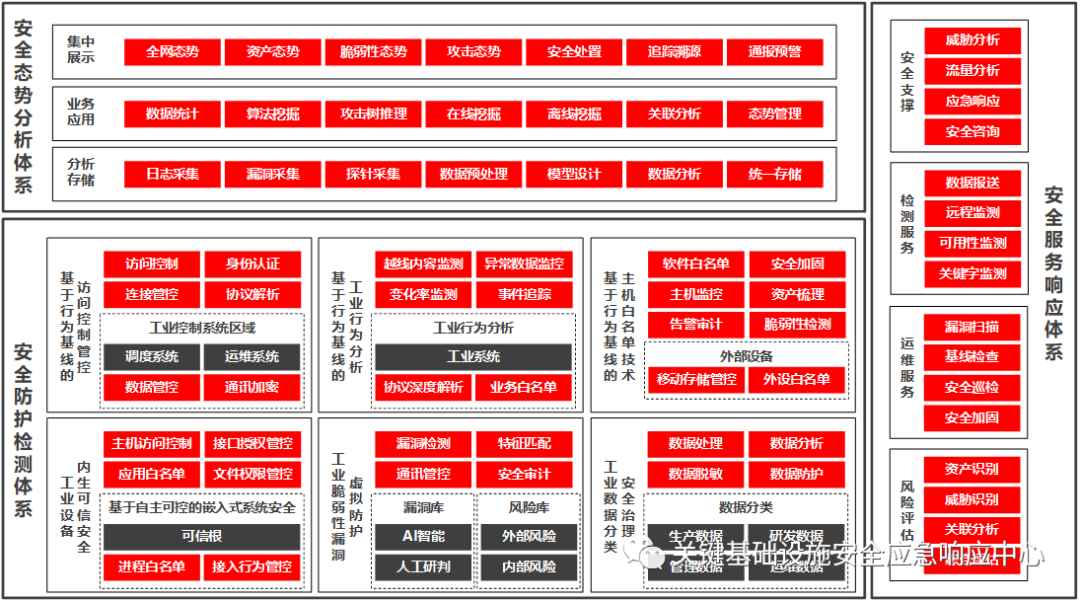 安全态势分析体系
集中
展示
全网态势 资产态势 脆弱性态势 攻击态势 安全处置 追踪溯源 通报预警
业务
应用
数据统计 算法挖掘 攻击树推理 在线挖掘 离线挖掘 关联分析 态势管理
分析
存储
日志采集 漏洞采集 探针采集 数据预处理 模型设计 数据分析 统一存储
安全防护检测体系
基于行为基线的
访问控制管控
访问控制 身份认证
连接管控 协议解析
工业控制系统区域
调度系统 运维系统
数据管控 通讯加密
基于行为基线的
工业行为分析
越线内容监测 异常数据监控
变化率监测 事件追踪
工业行为分析
工业系统
协议深度解析 业务白名单
基于行为基线的
主机白名单技术
软件白名单 安全加固
主机监控 资产梳理
告警审计 脆弱性检测
外部设备
移动存储管控 外设白名单
工业设备
内生可信安全
主机访问控制 接口授权管控
应用白名单 文件权限管控
基于自主可控的嵌入式系统安全
可信根
进程白名单 接入行为管控
工业脆弱性漏洞
虚拟防护
漏洞检测 特征匹配
通讯管控 安全审计
漏洞库 风险库
AI智能 外部风险
人工研判 内部风险
工业数据分类
安全治理
数据处理 数据分析
数据脱敏 数据防护
数据分类
生产数据 研发数据
管理数据 运维数据
安全服务响应体系
安全支撑
威胁分析
流量分析
应急响应
安全咨询
检测服务
数据报送
远程监测
可用性监测
关键字监测
运维服务
漏洞扫描
基线检查
安全巡检
安全加固
风险评估
资产识别
威胁识别
关联分析
关键基础设施安全应急响应中心